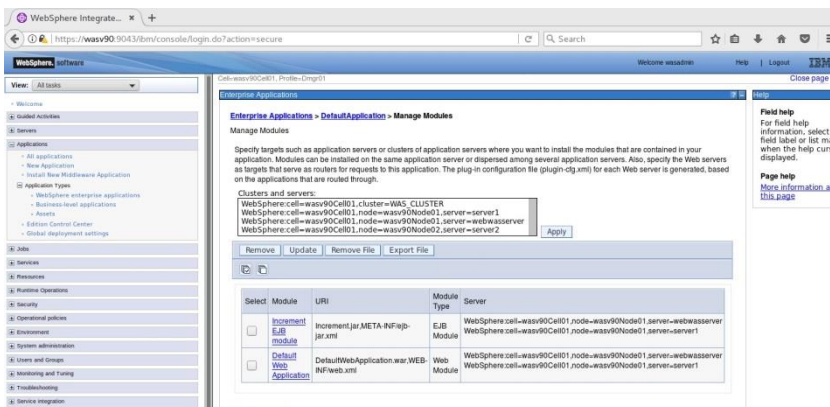 WebSphere Integrate... × +
https://wasv90:9043/ibm/console/login.do?action=secure
Search
WebSphere. software
Welcome wasadmin
Help | Logout
IBM
Cell=wasv90Cell01, Profile=Dmgr01
Close page
View: All tasks
Welcome
Guided Activities
Servers
Applications
All applications
New Application
Install New Middleware Application
Application Types
WebSphere enterprise applications
Business-level applications
Assets
Edition Control Center
Global deployment settings
Jobs
Services
Resources
Runtime Operations
Security
Operational policies
Environment
System administration
Users and Groups
Monitoring and Tuning
Troubleshooting
Service integration
Enterprise Applications
Enterprise Applications > DefaultApplication > Manage Modules
Manage Modules
Specify targets such as application servers or clusters of application servers where you want to install the modules that are contained in your
application. Modules can be installed on the same application server or dispersed among several application servers. Also, specify the Web servers
as targets that serve as routers for requests to this application. The plug-in configuration file (plugin-cfg.xml) for each Web server is generated, based
on the applications that are routed through.
Clusters and servers:
WebSphere:cell=wasv90Cell01,cluster=WAS_CLUSTER
WebSphere:cell=wasv90Cell01,node=wasv90Node01,server=server1
WebSphere:cell=wasv90Cell01,node=wasv90Node01,server=webwasserver
WebSphere:cell=wasv90Cell01,node=wasv90Node02,server=server2
Apply
Remove Update Remove File Export File
Select Module URI Module Type Server
Increment EJB module
Increment.jar,META-INF/ejb-jar.xml
EJB Module
WebSphere:cell=wasv90Cell01,node=wasv90Node01,server=webwasserver
WebSphere:cell=wasv90Cell01,node=wasv90Node01,server=server1
Default Web Application
DefaultWebApplication.war,WEB-INF/web.xml
Web Module
WebSphere:cell=wasv90Cell01,node=wasv90Node01,server=webwasserver
WebSphere:cell=wasv90Cell01,node=wasv90Node01,server=server1
Help
Field help
For field help
information, select
field label or list ma
when the help cur
displayed.
Page help
More information a
this page